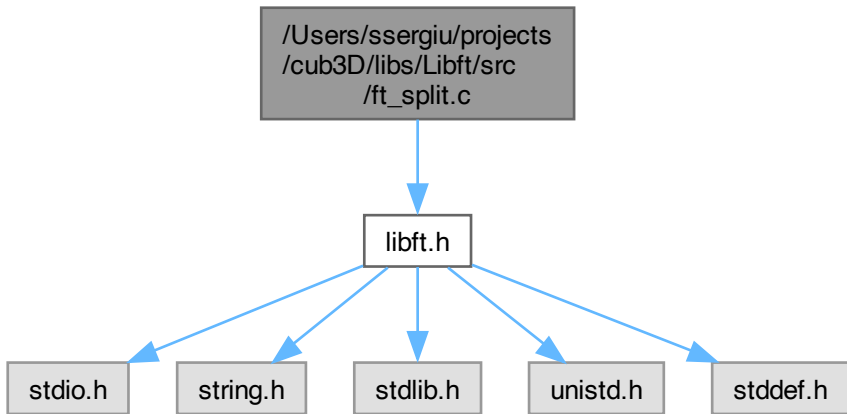 /Users/ssergiu/projects
/cub3D/libs/Libft/src
/ft_split.c
libft.h
stdio.h
string.h
stdlib.h
unistd.h
stddef.h